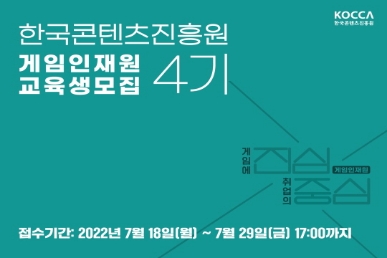 KOCCA
한국콘텐츠진흥원
한국콘텐츠진흥원
게임인재원
교육생모집
4기
게임에
진심
게임인재원
취업의
중심
접수기간: 2022년 7월 18일(월) ~ 7월 29일(금) 17:00까지